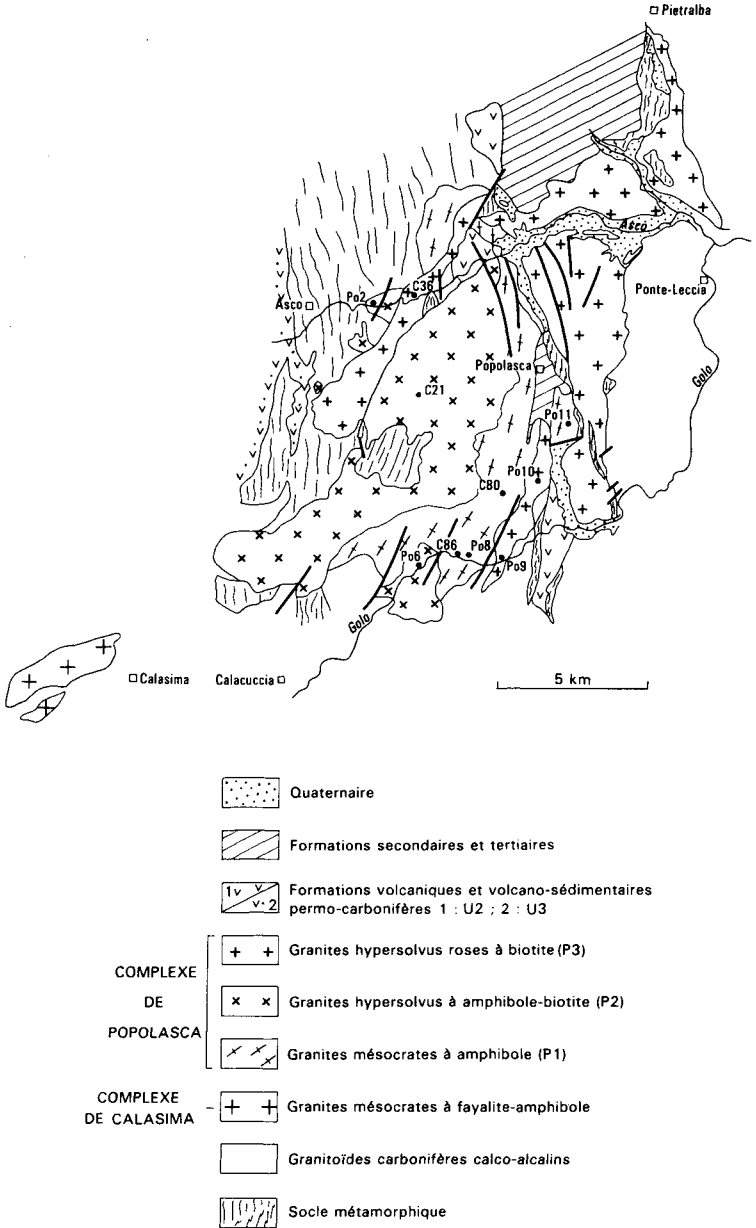 Pietralba
Asco
Ponte-Leccia
Po2
C36
Asco
Golo
Popolasca
C21
Po11
Po10
C80
C86
Po8
Po6
Po9
Golo
Calasima
Calacuccia
5 km
Quaternaire
Formations secondaires et tertiaires
1v v v
v·2
Formations volcaniques et volcano-sédimentaires
permo-carbonifères 1 : U2 ; 2 : U3
COMPLEXE
DE
POPOLASCA
Granites hypersolvus roses à biotite (P3)
Granites hypersolvus à amphibole-biotite (P2)
Granites mésocrates à amphibole (P1)
COMPLEXE
DE CALASIMA
Granites mésocrates à fayalite-amphibole
Granitoïdes carbonifères calco-alcalins
Socle métamorphique